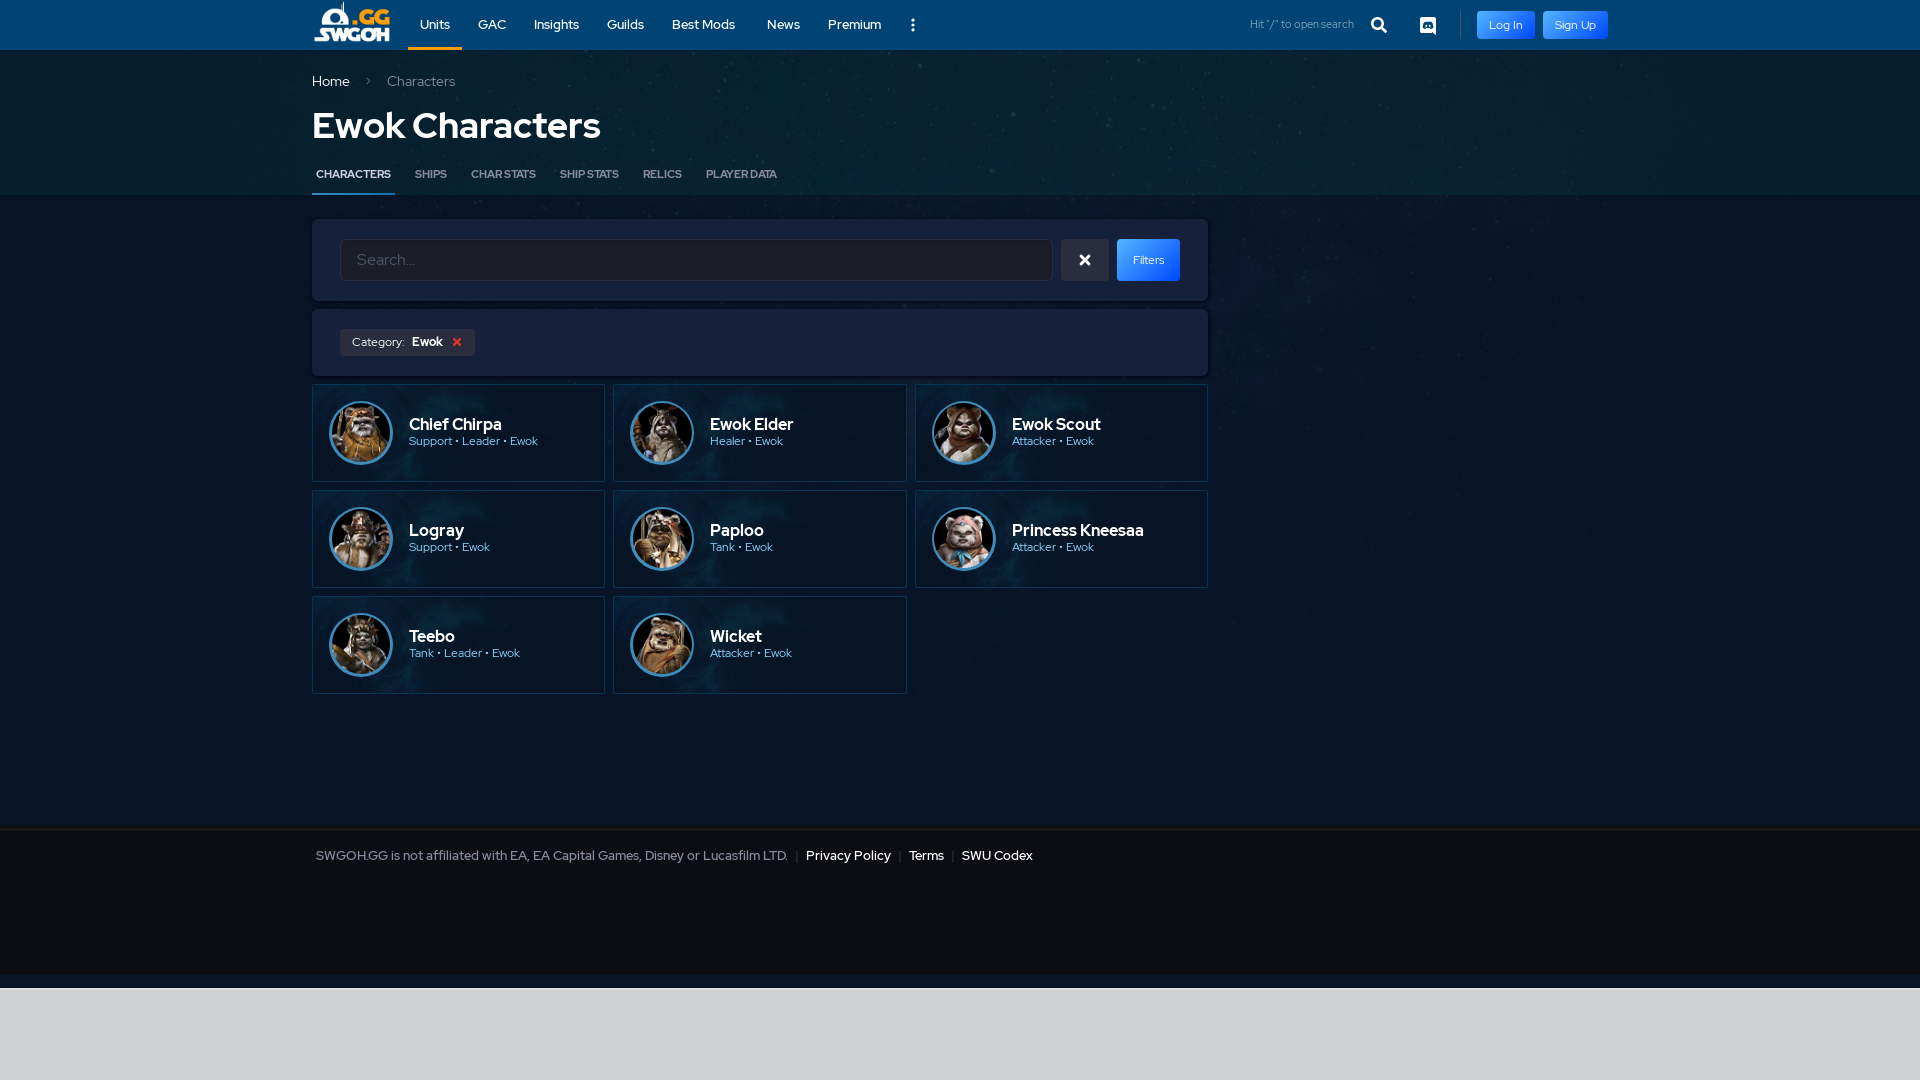 .GG
SWGOH
Units
GAC
Insights
Guilds
Best Mods
News
Premium
Hit "/" to open search
Log In
Sign Up
Home
Characters
Ewok Characters
CHARACTERS
SHIPS
CHAR STATS
SHIP STATS
RELICS
PLAYER DATA
Search...
Filters
Category: Ewok
Chief Chirpa
Support • Leader • Ewok
Ewok Elder
Healer • Ewok
Ewok Scout
Attacker • Ewok
Logray
Support • Ewok
Paploo
Tank • Ewok
Princess Kneesaa
Attacker • Ewok
Teebo
Tank • Leader • Ewok
Wicket
Attacker • Ewok
SWGOH.GG is not affiliated with EA, EA Capital Games, Disney or Lucasfilm LTD. | Privacy Policy | Terms | SWU Codex